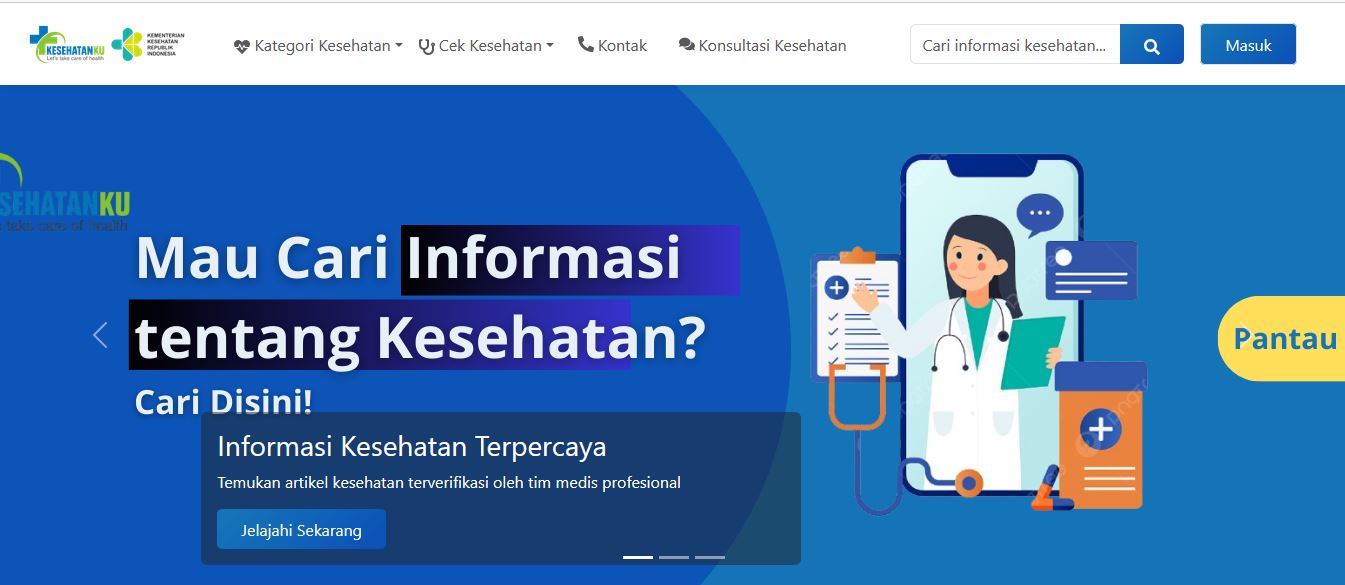 KESEHATANKU
Let's take care of health
KEMENTERIAN
KESEHATAN
REPUBLIK
INDONESIA
Kategori Kesehatan
Cek Kesehatan
Kontak
Konsultasi Kesehatan
Cari informasi kesehatan...
Masuk
SEHATANKU
take care of health
Mau Cari Informasi
tentang Kesehatan?
Cari Disini!
Pantau
Informasi Kesehatan Terpercaya
Temukan artikel kesehatan terverifikasi oleh tim medis profesional
Jelajahi Sekarang